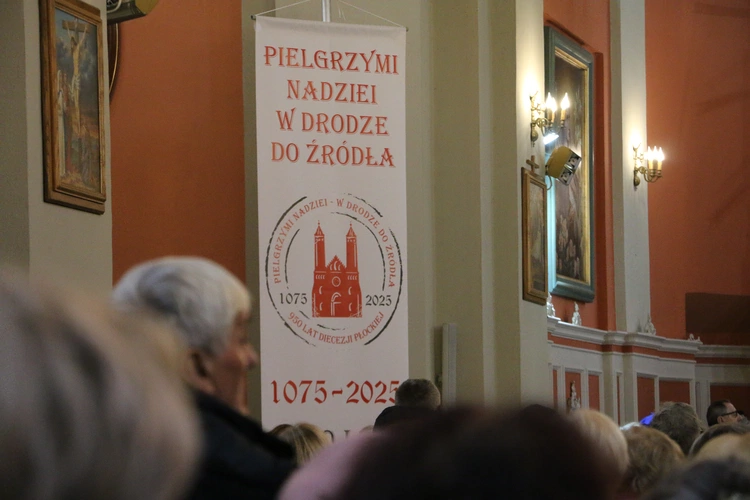 PIELGRZYMI
NADZIEI
W DRODZE
DO ŹRÓDŁA
PIELGRZYMI NADZIEI - W DRODZE DO ŹRÓDŁA
1075 2025
950 LAT DIECEZJI PŁOCKIEJ
1075-2025